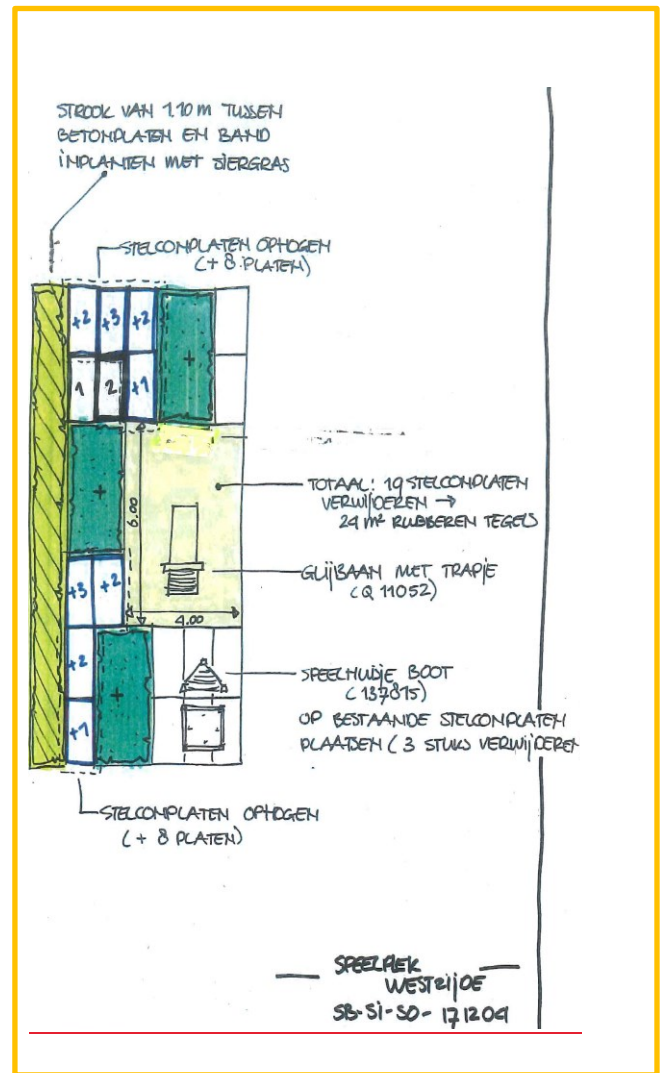 STROOK VAN 1.10 m TUSSEN
BETONPLATEN EN BAND
INPLANTEN MET SIERGRAS
STELCONPLATEN OPHOGEN
(+ 8 PLATEN)
+2 +3 +2
1 2 +1
6.00
TOTAAL: 19 STELCONPLATEN
VERWIJDEREN →
24 m² RUBBEREN TEGELS
+3 +2
GLIJBAAN MET TRAPJE
(Q 11052)
4.00
+2
SPEELHUISJE BOOT
(137815)
OP BESTAANDE STELCONPLATEN
PLAATSEN (3 STUKS VERWIJDEREN
+1
STELCONPLATEN OPHOGEN
(+ 8 PLATEN)
SPEELPLEK
WESTZIJDE
SB-SI-SO- 171204